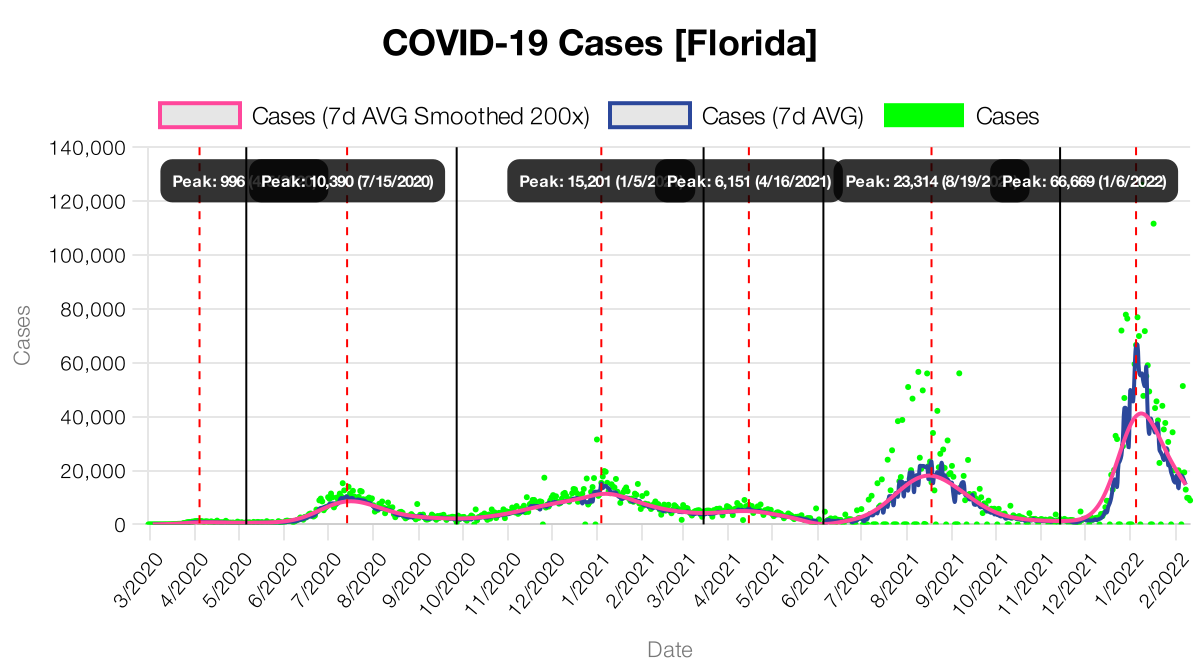 COVID-19 Cases [Florida]
Cases (7d AVG Smoothed 200x) Cases (7d AVG) Cases
140,000
120,000
100,000
80,000
60,000
40,000
20,000
0
Cases
Peak: 996 Peak: 10,390 (7/15/2020) Peak: 15,201 (1/5/20 Peak: 6,151 (4/16/2021) Peak: 23,314 (8/19/2 Peak: 66,669 (1/6/2022)
3/2020 4/2020 5/2020 6/2020 7/2020 8/2020 9/2020 10/2020 11/2020 12/2020 1/2021 2/2021 3/2021 4/2021 5/2021 6/2021 7/2021 8/2021 9/2021 10/2021 11/2021 12/2021 1/2022 2/2022
Date